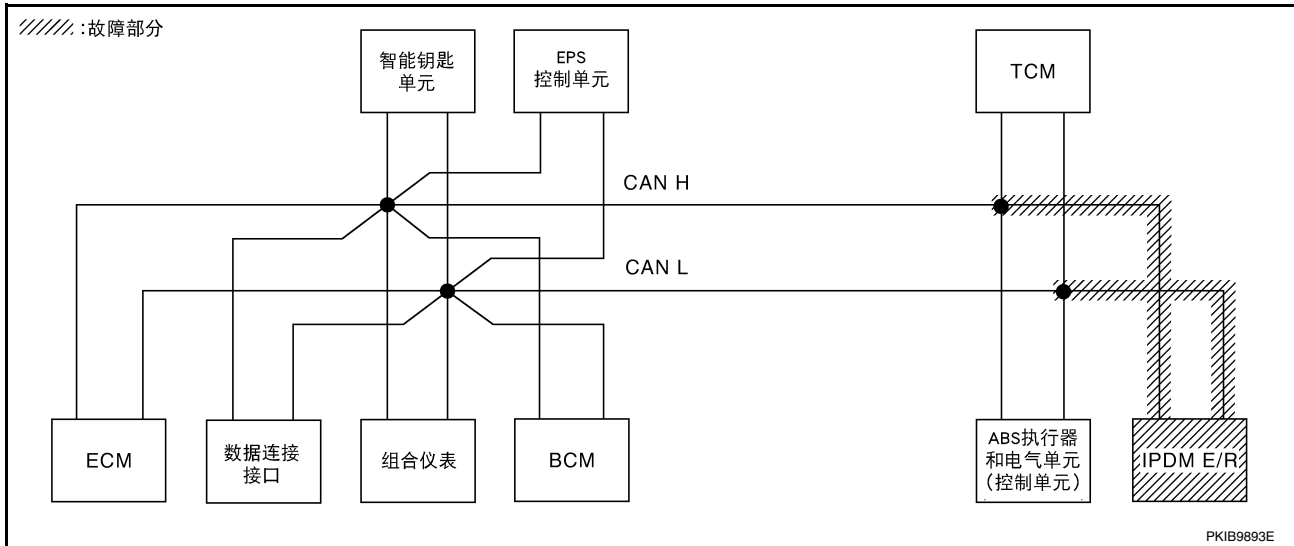 :故障部分
智能钥匙
单元
EPS
控制单元
TCM
CAN H
CAN L
ECM
数据连接
接口
组合仪表
BCM
ABS执行器
和电气单元
(控制单元)
IPDM E/R
PKIB9893E